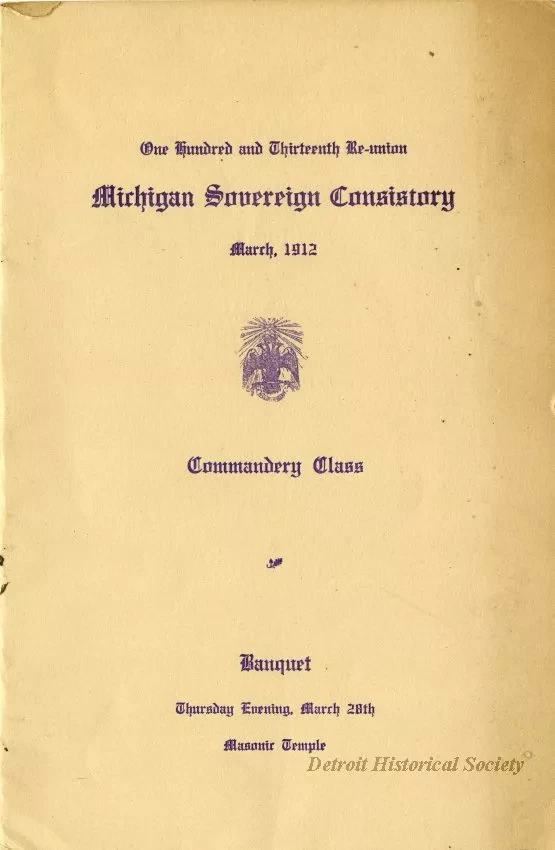 One Hundred and Thirteenth Re-union
Michigan Sovereign Consistory
March, 1912
Commandery Class
Banquet
Thursday Evening, March 28th
Masonic Temple
Detroit Historical Society